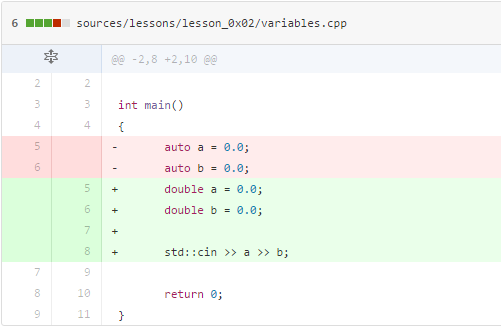 6 sources/lessons/lesson_0x02/variables.cpp
@@ -2,8 +2,10 @@
2 2
3 3 int main()
4 4 {
5 - auto a = 0.0;
6 - auto b = 0.0;
5 + double a = 0.0;
6 + double b = 0.0;
7 +
8 + std::cin >> a >> b;
7 9
8 10 return 0;
9 11 }